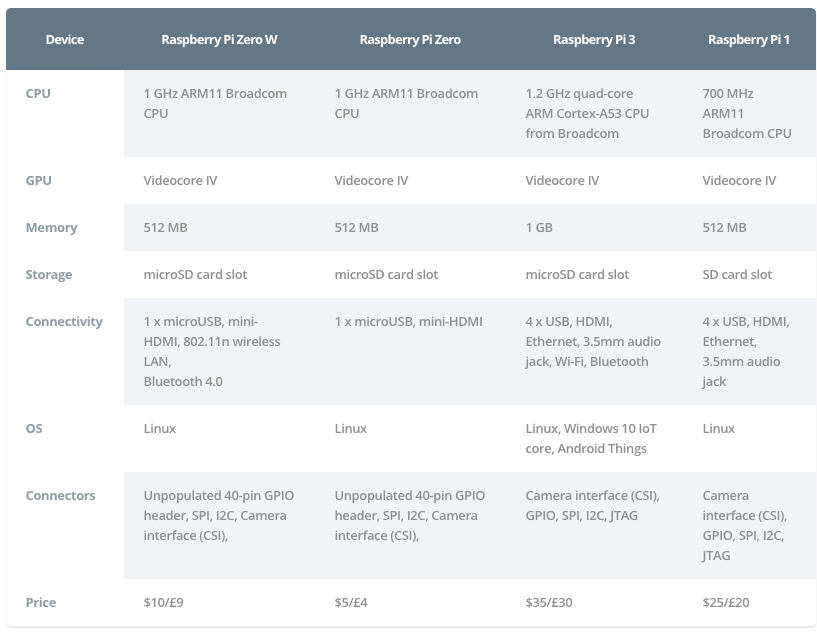 Device Raspberry Pi Zero W Raspberry Pi Zero Raspberry Pi 3 Raspberry Pi 1
CPU 1 GHz ARM11 Broadcom 1 GHz ARM11 Broadcom 1.2 GHz quad-core 700 MHz
CPU CPU ARM Cortex-A53 CPU ARM11
from Broadcom Broadcom CPU
GPU Videocore IV Videocore IV Videocore IV Videocore IV
Memory 512 MB 512 MB 1 GB 512 MB
Storage microSD card slot microSD card slot microSD card slot SD card slot
Connectivity 1 x microUSB, mini- 1 x microUSB, mini-HDMI 4 x USB, HDMI, 4 x USB, HDMI,
HDMI, 802.11n wireless Ethernet, 3.5mm audio Ethernet,
LAN, jack, Wi-Fi, Bluetooth 3.5mm audio
Bluetooth 4.0 jack
OS Linux Linux Linux, Windows 10 IoT Linux
core, Android Things
Connectors Unpopulated 40-pin GPIO Unpopulated 40-pin GPIO Camera interface (CSI), Camera
header, SPI, I2C, Camera header, SPI, I2C, Camera GPIO, SPI, I2C, JTAG interface (CSI),
interface (CSI), interface (CSI), GPIO, SPI, I2C,
JTAG
Price $10/£9 $5/£4 $35/£30 $25/£20